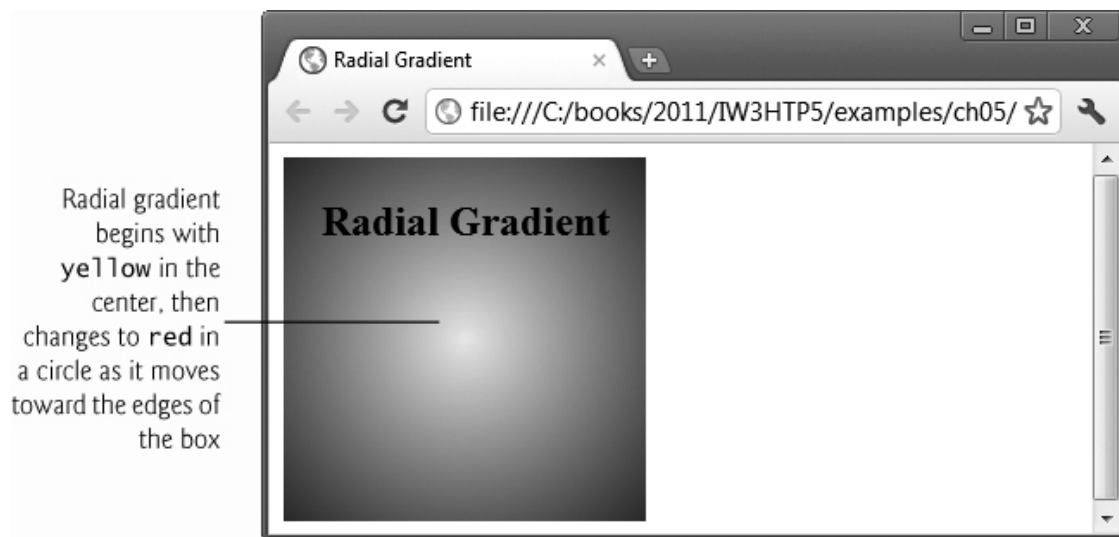 Radial Gradient
file:///C:/books/2011/IW3HTP5/examples/ch05/
Radial Gradient
Radial gradient
begins with
yellow in the
center, then
changes to red in
a circle as it moves
toward the edges of
the box